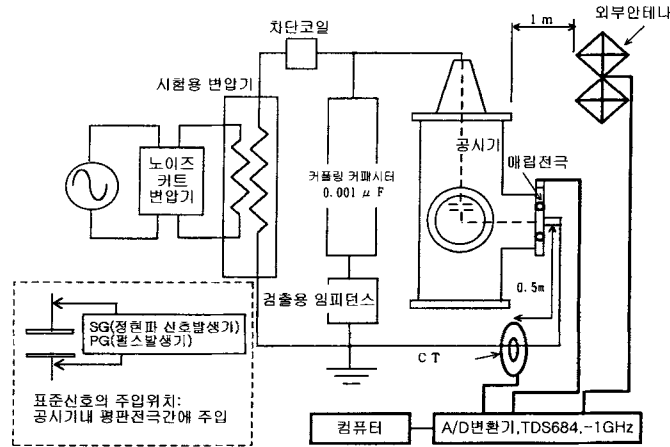 외부안테나
1 m
차단코일
시험용 변압기
공시기
매립전극
노이즈
커트
변압기
커플링 커패시터
0.001 μF
0.5m
검출용 임피던스
SG(정현파 신호발생기)
PG(펄스발생기)
CT
표준신호의 주입위치:
공시기내 평판전극간에 주입
컴퓨터
A/D변환기,TDS684,-1GHz